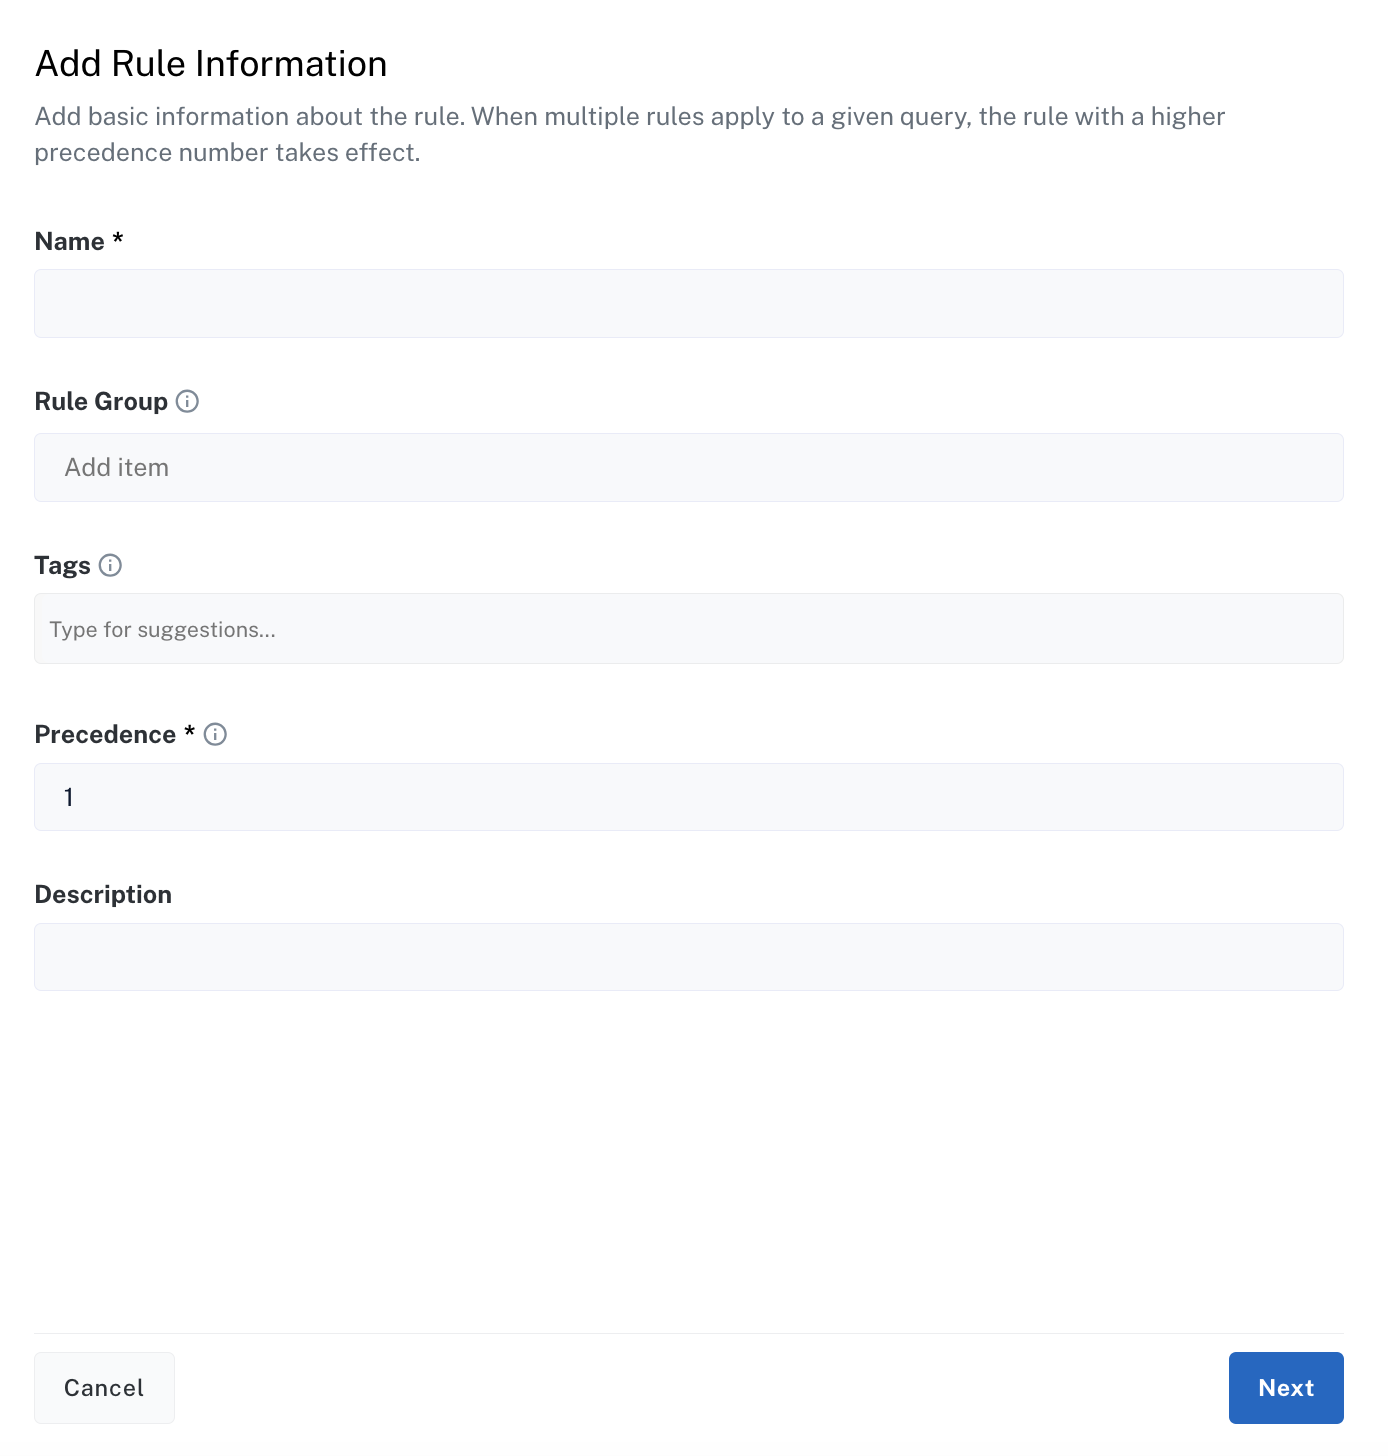 Add Rule Information
Add basic information about the rule. When multiple rules apply to a given query, the rule with a higher
precedence number takes effect.
Name *
Rule Group
Add item
Tags
Type for suggestions...
Precedence *
1
Description
Cancel
Next